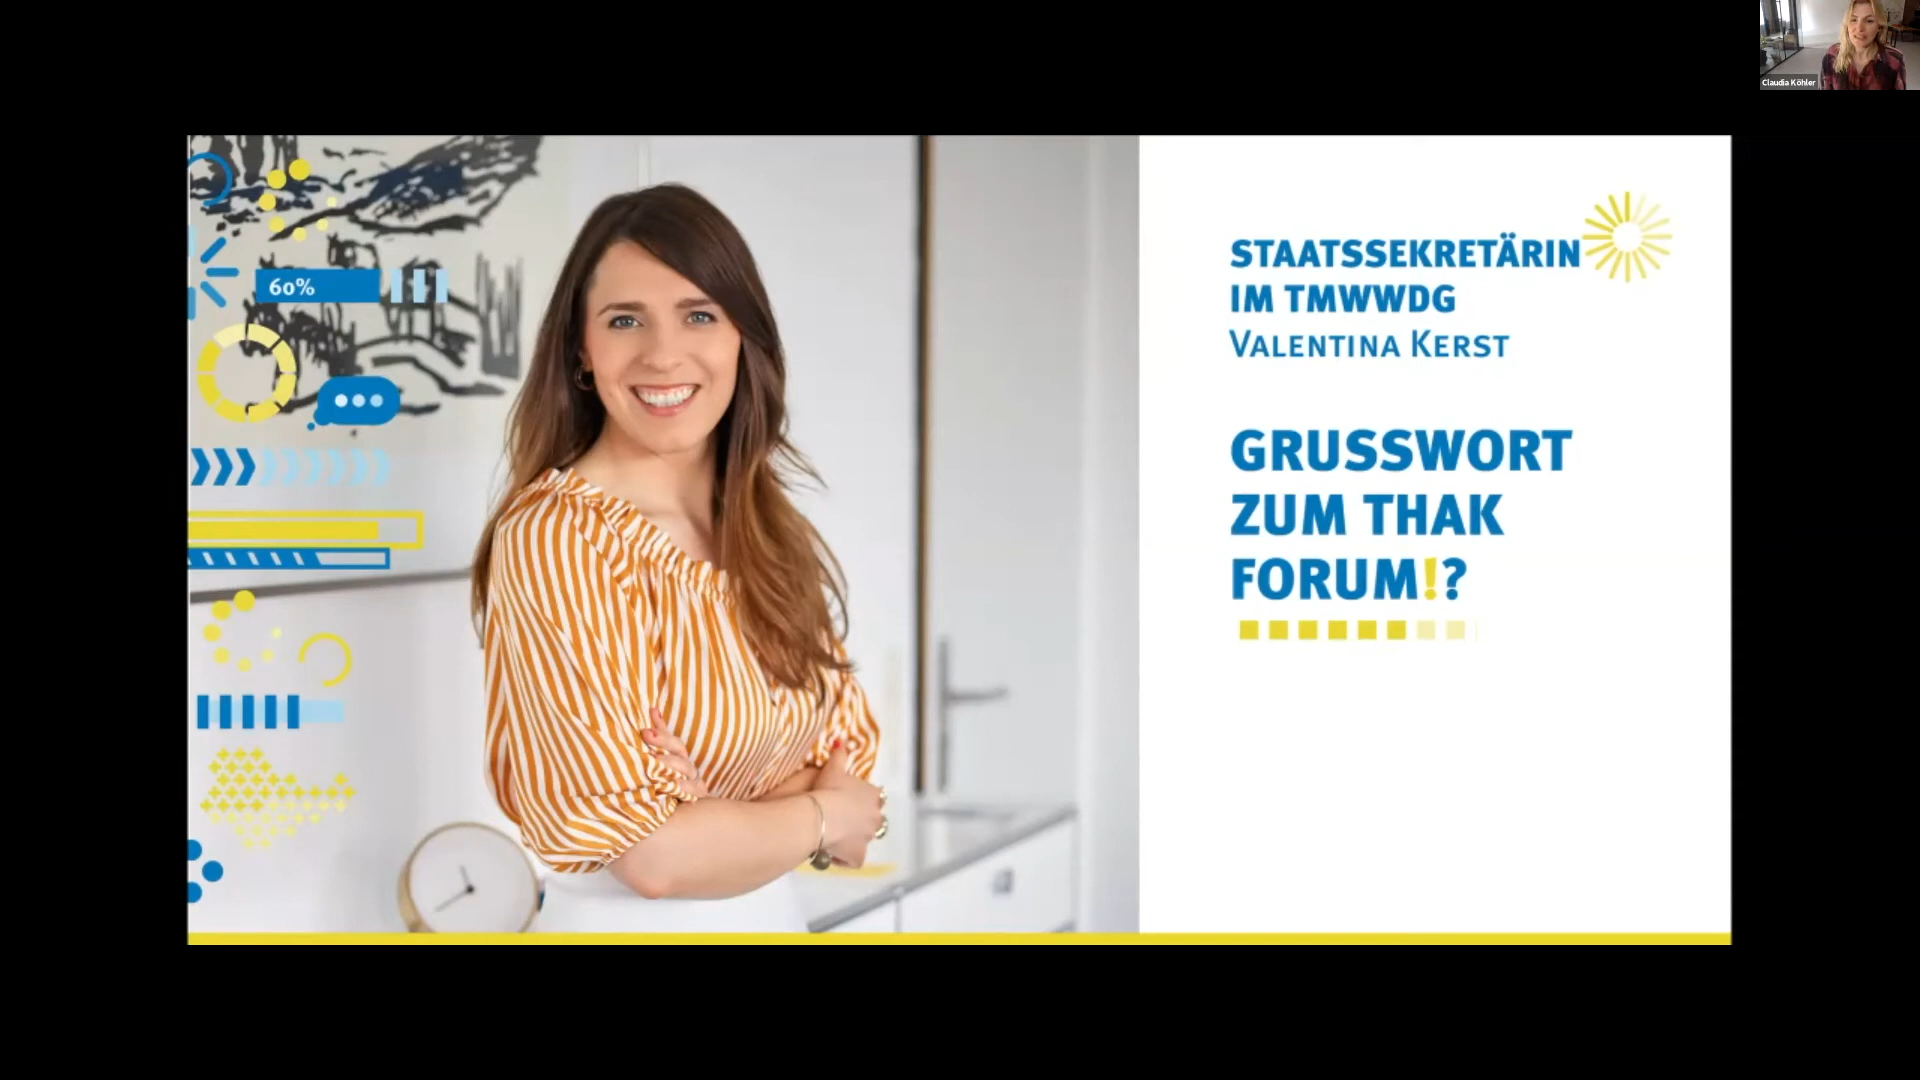 Claudia Köhler
60%
STAATSSEKRETÄRIN
IM TMWWDG
VALENTINA KERST
GRUSSWORT
ZUM THAK
FORUM!?